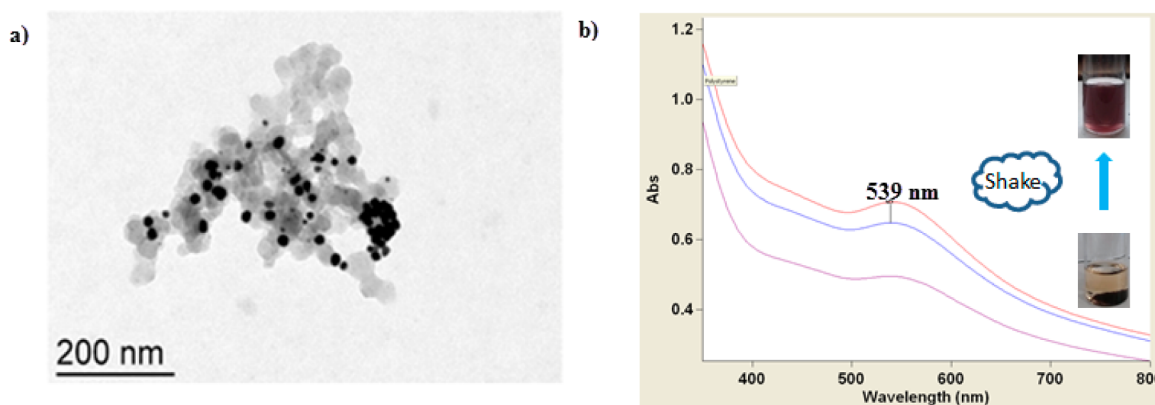 a)
200 nm
b)
Abs
1.2
1.0
0.8
0.6
0.4
Polystyrene
539 nm
Shake
400
500
600
700
800
Wavelength (nm)